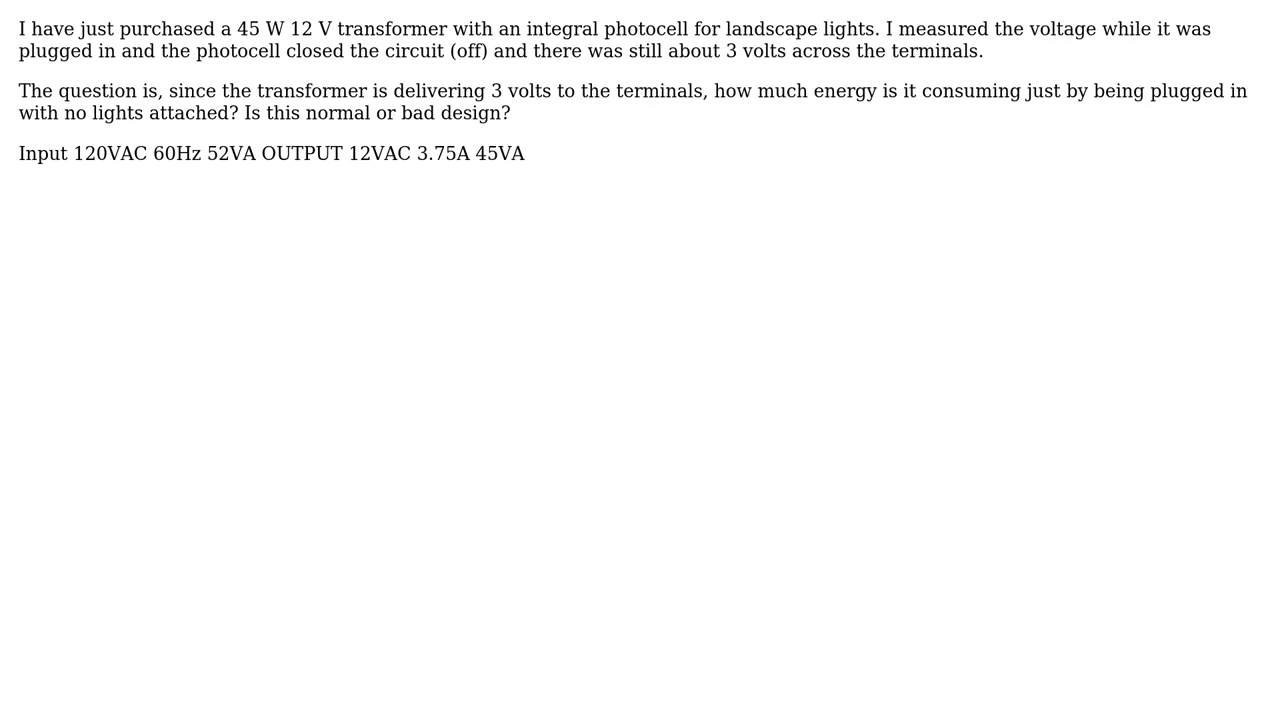 I have just purchased a 45 W 12 V transformer with an integral photocell for landscape lights. I measured the voltage while it was
plugged in and the photocell closed the circuit (off) and there was still about 3 volts across the terminals.
The question is, since the transformer is delivering 3 volts to the terminals, how much energy is it consuming just by being plugged in
with no lights attached? Is this normal or bad design?
Input 120VAC 60Hz 52VA OUTPUT 12VAC 3.75A 45VA